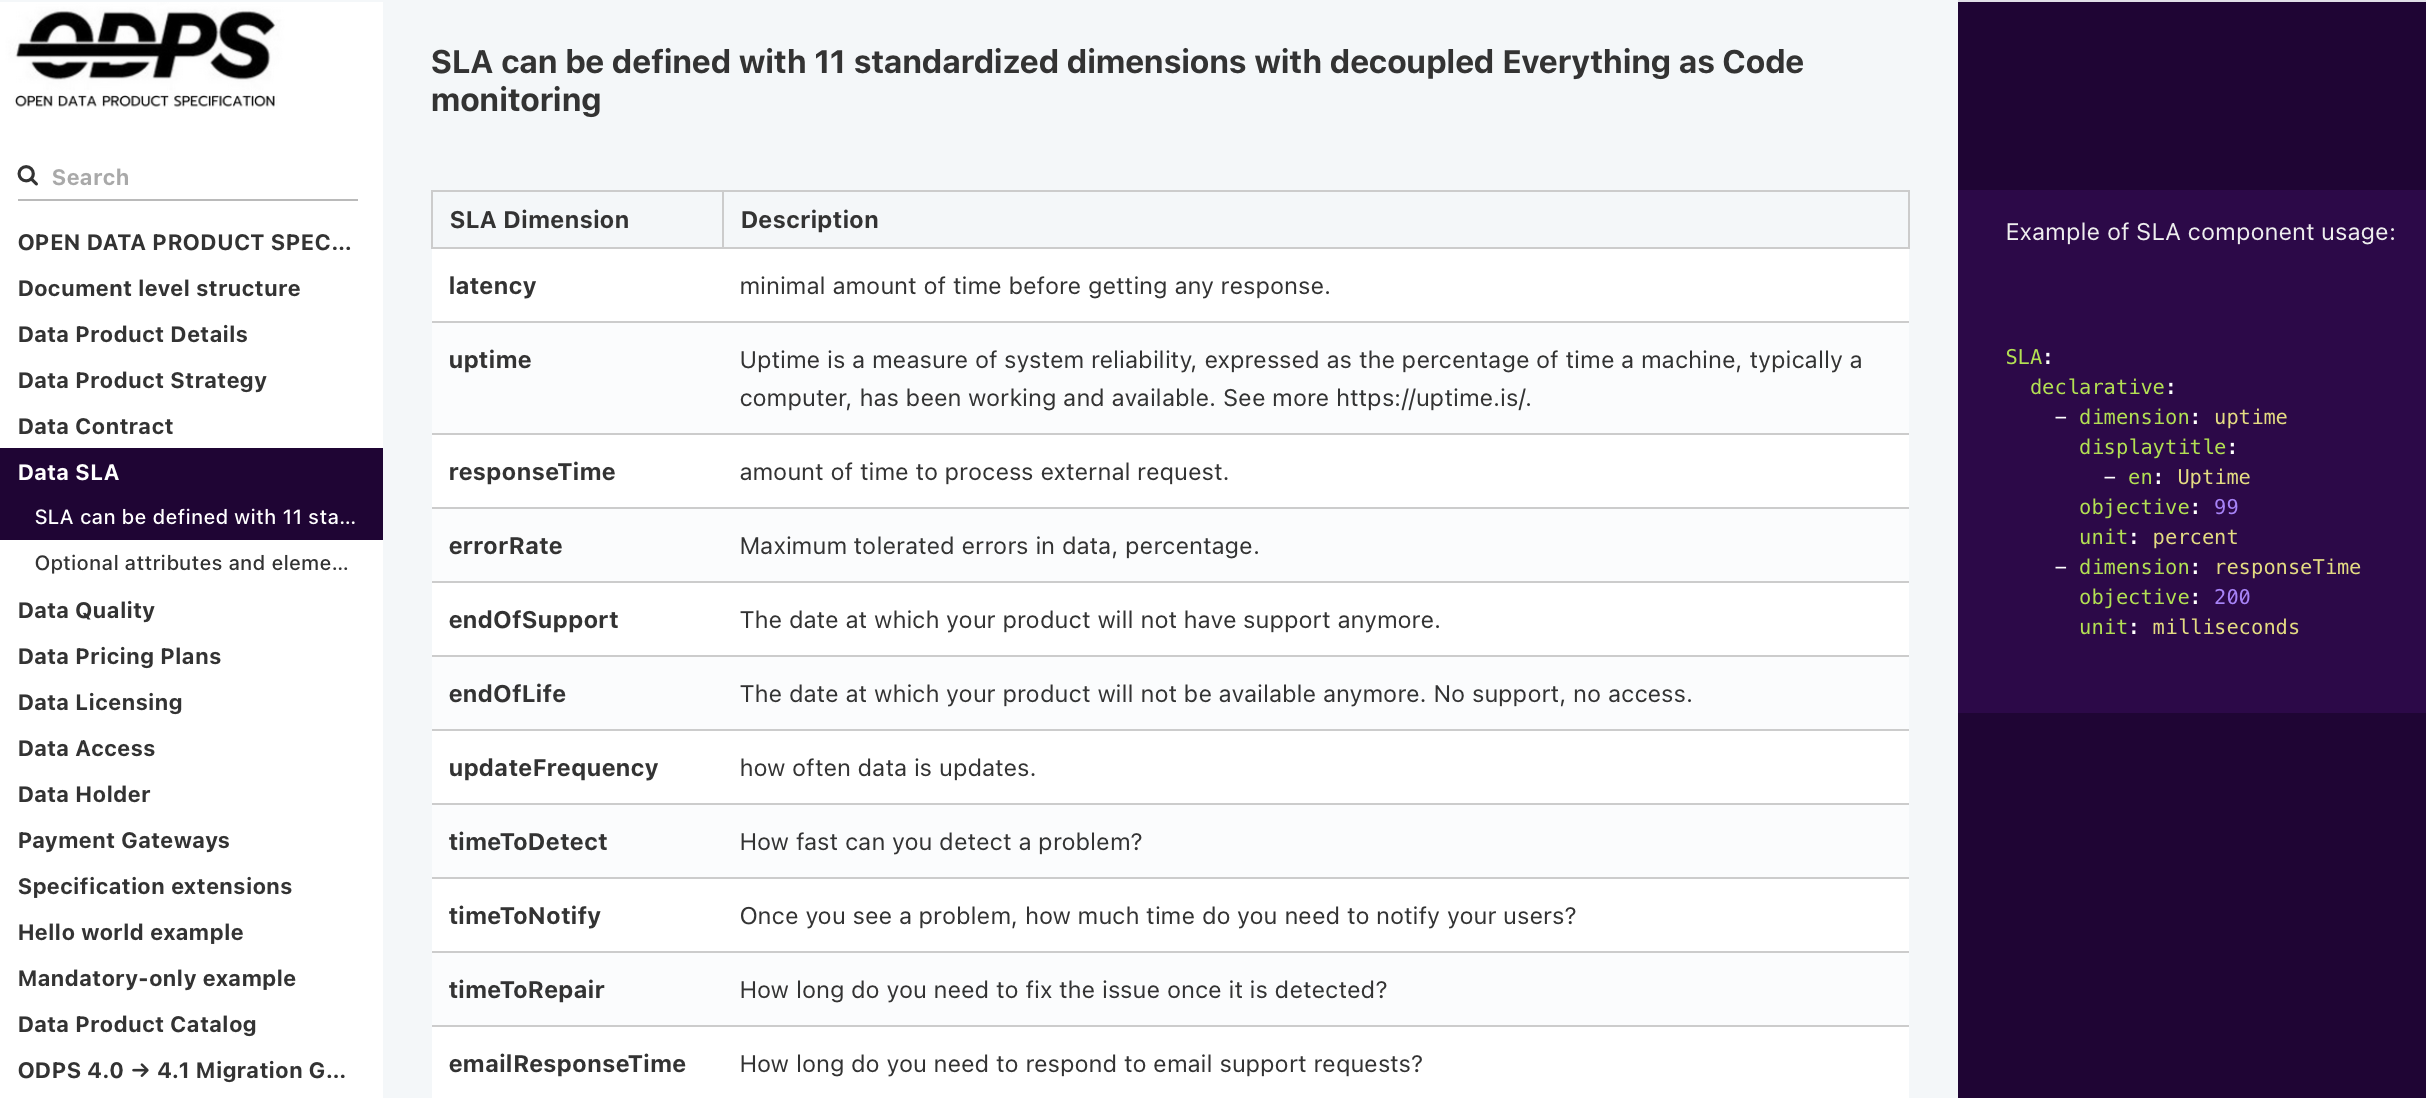 ODPS
OPEN DATA PRODUCT SPECIFICATION
Search
OPEN DATA PRODUCT SPEC...
Document level structure
Data Product Details
Data Product Strategy
Data Contract
Data SLA
SLA can be defined with 11 sta...
Optional attributes and eleme...
Data Quality
Data Pricing Plans
Data Licensing
Data Access
Data Holder
Payment Gateways
Specification extensions
Hello world example
Mandatory-only example
Data Product Catalog
ODPS 4.0 → 4.1 Migration G...
SLA can be defined with 11 standardized dimensions with decoupled Everything as Code
monitoring
SLA Dimension Description
latency minimal amount of time before getting any response.
uptime Uptime is a measure of system reliability, expressed as the percentage of time a machine, typically a
computer, has been working and available. See more https://uptime.is/.
responseTime amount of time to process external request.
errorRate Maximum tolerated errors in data, percentage.
endOfSupport The date at which your product will not have support anymore.
endOfLife The date at which your product will not be available anymore. No support, no access.
updateFrequency how often data is updates.
timeToDetect How fast can you detect a problem?
timeToNotify Once you see a problem, how much time do you need to notify your users?
timeToRepair How long do you need to fix the issue once it is detected?
emailResponseTime How long do you need to respond to email support requests?
Example of SLA component usage:
SLA:
declarative:
- dimension: uptime
displaytitle:
- en: Uptime
objective: 99
unit: percent
- dimension: responseTime
objective: 200
unit: milliseconds